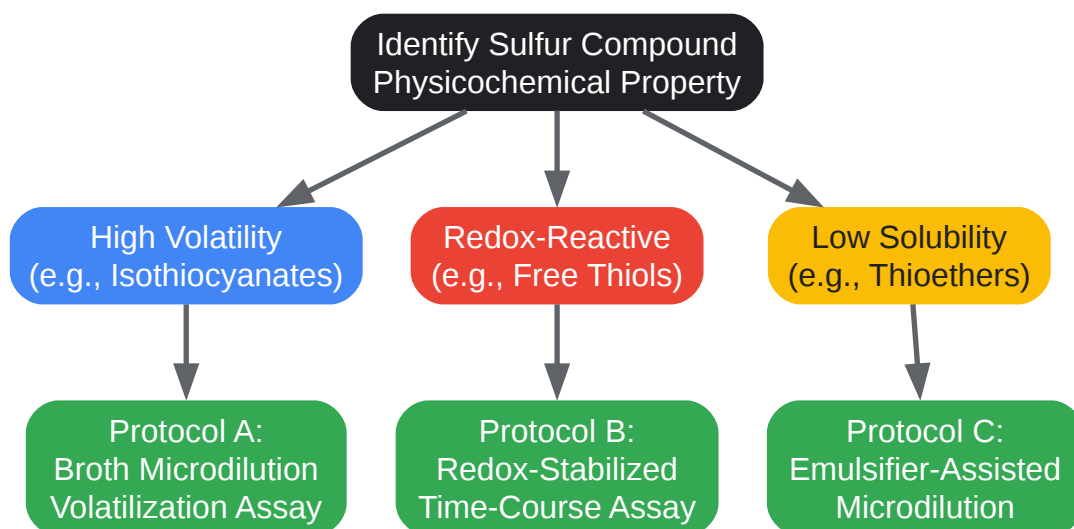 Identify Sulfur Compound
Physicochemical Property
High Volatility
(e.g., Isothiocyanates)
Redox-Reactive
(e.g., Free Thiols)
Low Solubility
(e.g., Thioethers)
Protocol A:
Broth Microdilution
Volatilization Assay
Protocol B:
Redox-Stabilized
Time-Course Assay
Protocol C:
Emulsifier-Assisted
Microdilution